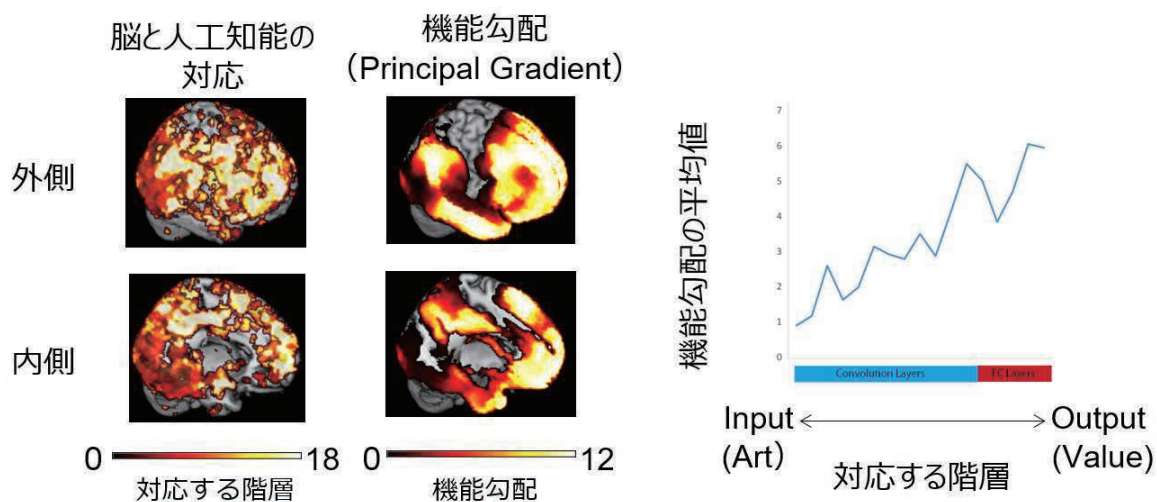 脳と人工知能の
対応
機能勾配
（Principal Gradient）
外側
内側
0
18
対応する階層
0
12
機能勾配
機能勾配の平均値
7
6
5
4
3
2
1
0
Convolution Layers
FC Layers
Input
(Art)
Output
(Value)
対応する階層